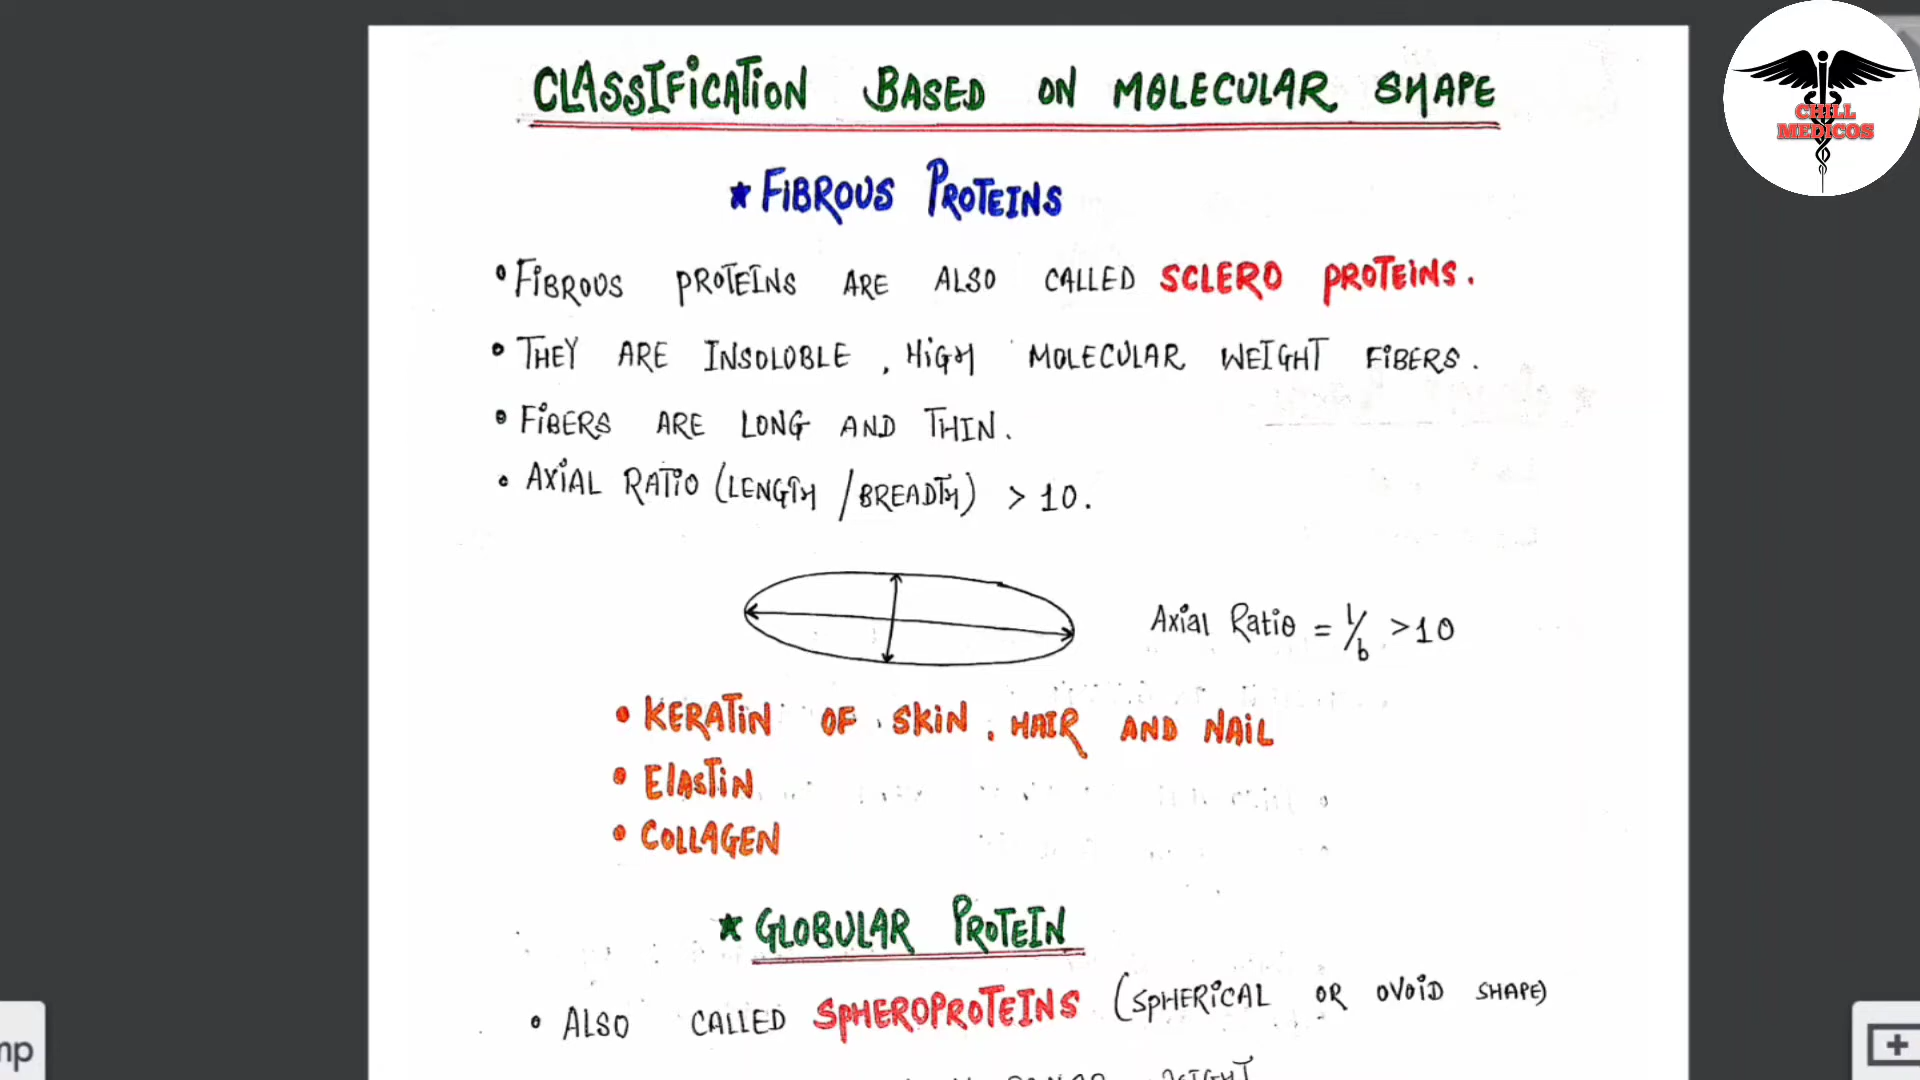 CLASSIFICATION BASED ON MOLECULAR SHAPE
CHILL
MEDICOS
★ FIBROUS PROTEINS
• FIBROUS PROTEINS ARE ALSO CALLED SCLERO PROTEINS.
• THEY ARE INSOLOBLE, HIGH MOLECULAR WEIGHT FIBERS.
• FIBERS ARE LONG AND THIN.
• AXIAL RATIO (LENGTH / BREADTH) > 10.
Axial Ratio = l/b > 10
• KERATIN OF SKIN, HAIR AND NAIL
• ELASTIN
• COLLAGEN
★ GLOBULAR PROTEIN
• ALSO CALLED SPHEROPROTEINS (SPHERICAL OR OVOID SHAPE)
mp